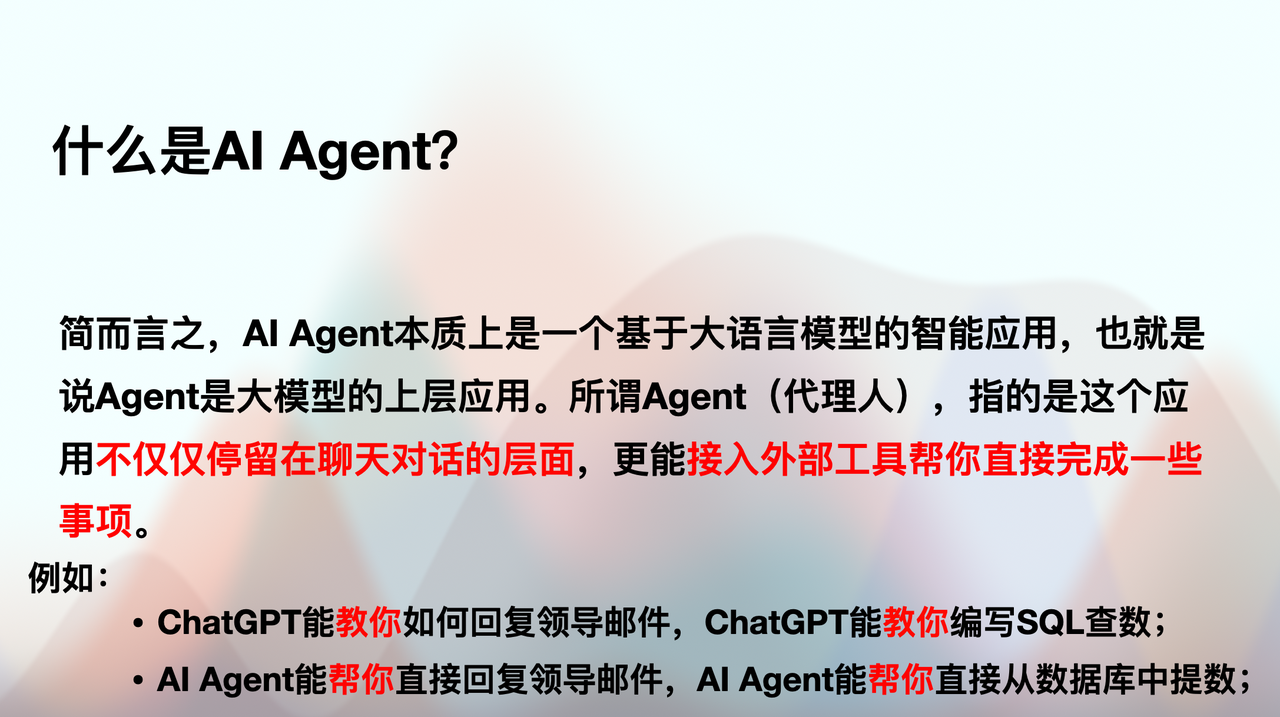 什么是AI Agent？
简而言之，AI Agent本质上是一个基于大语言模型的智能应用，也就是
说Agent是大模型的上层应用。所谓Agent（代理人），指的是这个应
用不仅仅停留在聊天对话的层面，更能接入外部工具帮你直接完成一些
事项。
例如：
• ChatGPT能教你如何回复领导邮件，ChatGPT能教你编写SQL查数；
• AI Agent能帮你直接回复领导邮件，AI Agent能帮你直接从数据库中提数；